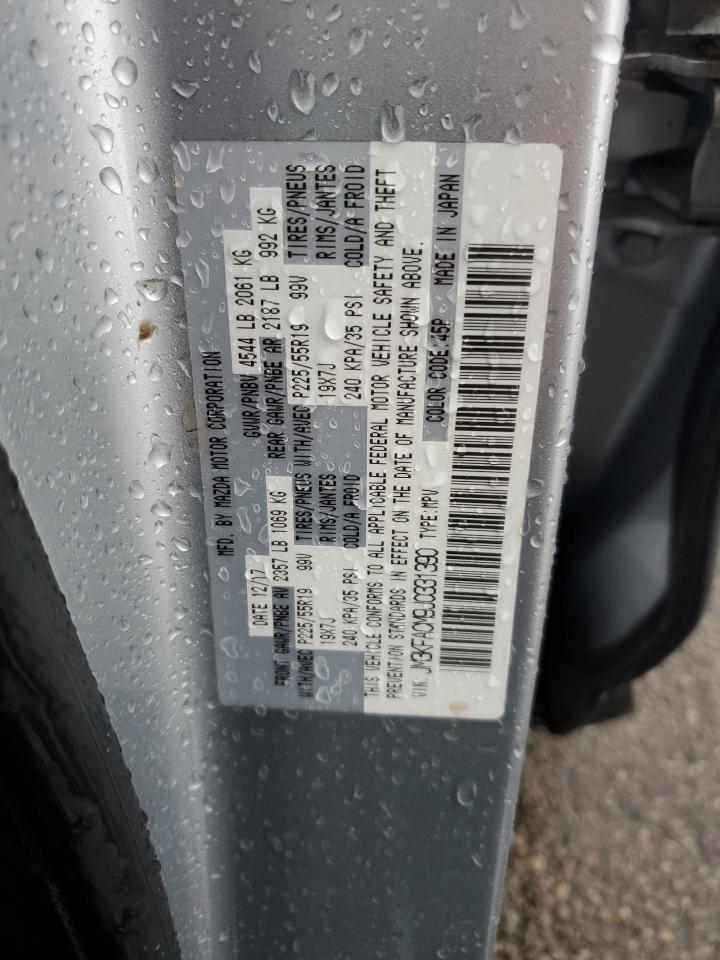 MFD. BY MAZDA MOTOR CORPORATION
DATE 12/17 GVWR/PNBV 4544 LB 2061 KG
FRONT GAWR/PNBE AV 2357 LB 1069 KG REAR GAWR/PNBE AR 2187 LB 992 KG
WITH/AVEC P225/55R19 99V TIRES/PNEUS WITH/AVEC P225/55R19 99V TIRES/PNEUS
19X7J RIMS/JANTES 19X7J RIMS/JANTES
240 KPA/35 PSI COLD/A FROID 240 KPA/35 PSI COLD/A FROID
THIS VEHICLE CONFORMS TO ALL APPLICABLE FEDERAL MOTOR VEHICLE SAFETY AND THEFT
PREVENTION STANDARDS IN EFFECT ON THE DATE OF MANUFACTURE SHOWN ABOVE.
VIN: JM3KFACM9J0331390 TYPE:MPV COLOR CODE:45P MADE IN JAPAN